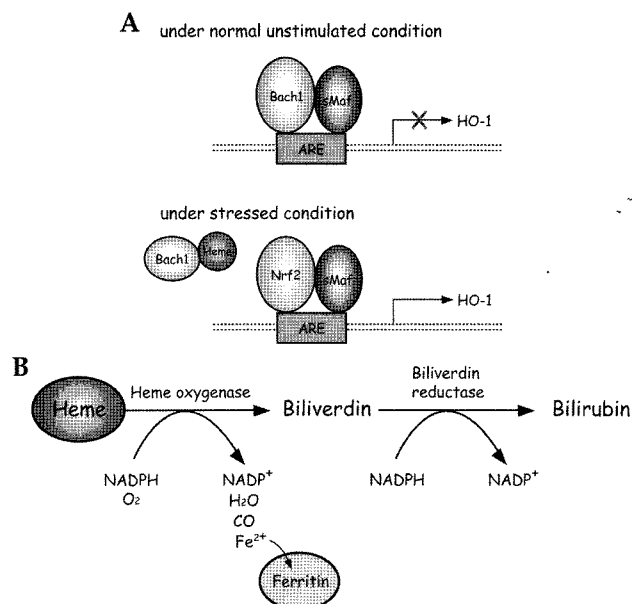 A under normal unstimulated condition
Bach1 sMaf
HO-1
ARE
under stressed condition
Bach1 Heme
Nrf2 sMaf
HO-1
ARE
B
Heme Heme oxygenase Biliverdin Biliverdin reductase Bilirubin
NADPH NADP+ NADPH NADP+
O2 H2O
CO
Fe2+
Ferritin